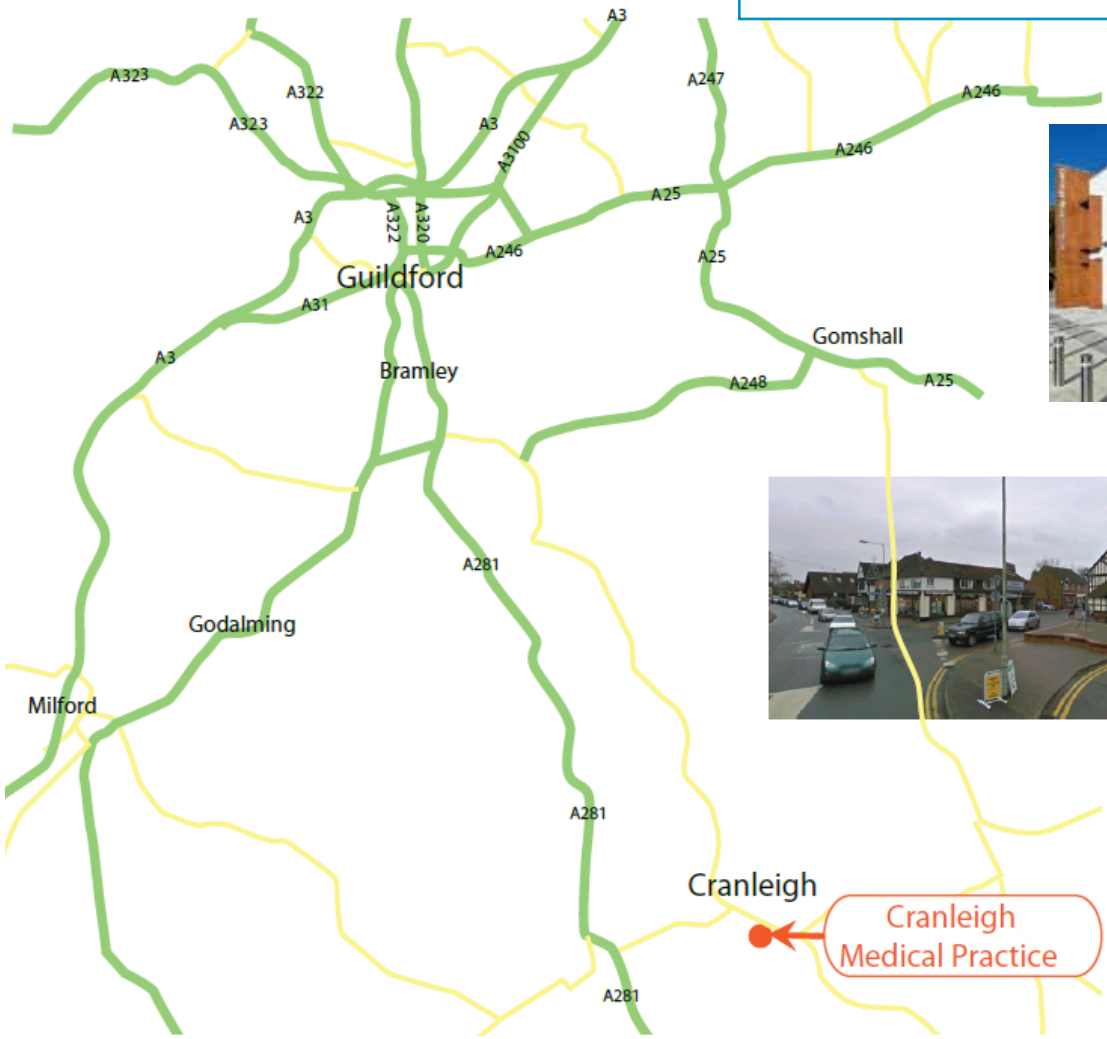 A3
A323
A322
A247
A246
A323
A3
A3100
A246
A25
A3
A322
A320
A246
A25
Guildford
A31
Gomshall
A3
Bramley
A248
A25
A281
Godalming
Milford
A281
Cranleigh
Cranleigh
Medical Practice
A281